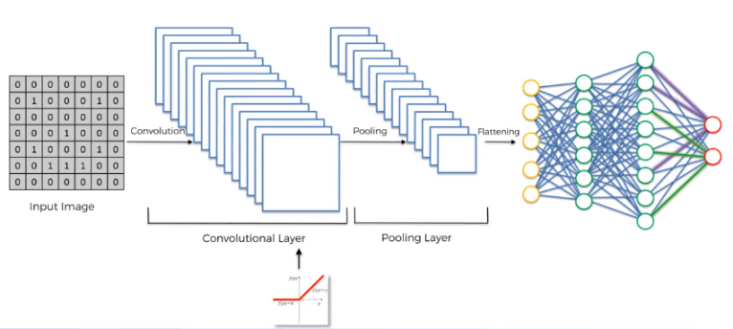 0 0 0 0 0 0 0
0 1 0 0 0 1 0
0 0 0 0 0 0 0
0 0 0 1 0 0 0
0 1 0 0 0 1 0
0 0 1 1 1 0 0
0 0 0 0 0 0 0
Input Image
Convolution
Pooling
Flattening
Convolutional Layer
Pooling Layer